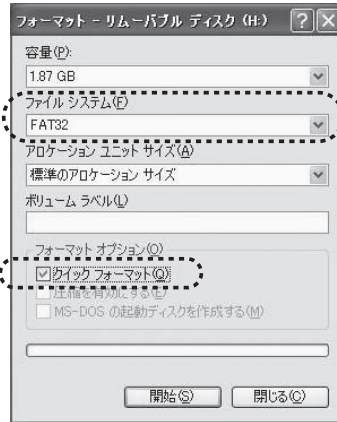 フォーマット - リムーバブル ディスク (H:)
容量(P):
1.87 GB
ファイル システム(F)
FAT32
アロケーション ユニット サイズ(A)
標準のアロケーション サイズ
ボリューム ラベル(L)
フォーマット オプション(O)
クイック フォーマット(Q)
圧縮を有効にする(E)
MS-DOS の起動ディスクを作成する(M)
開始(S)
閉じる(C)